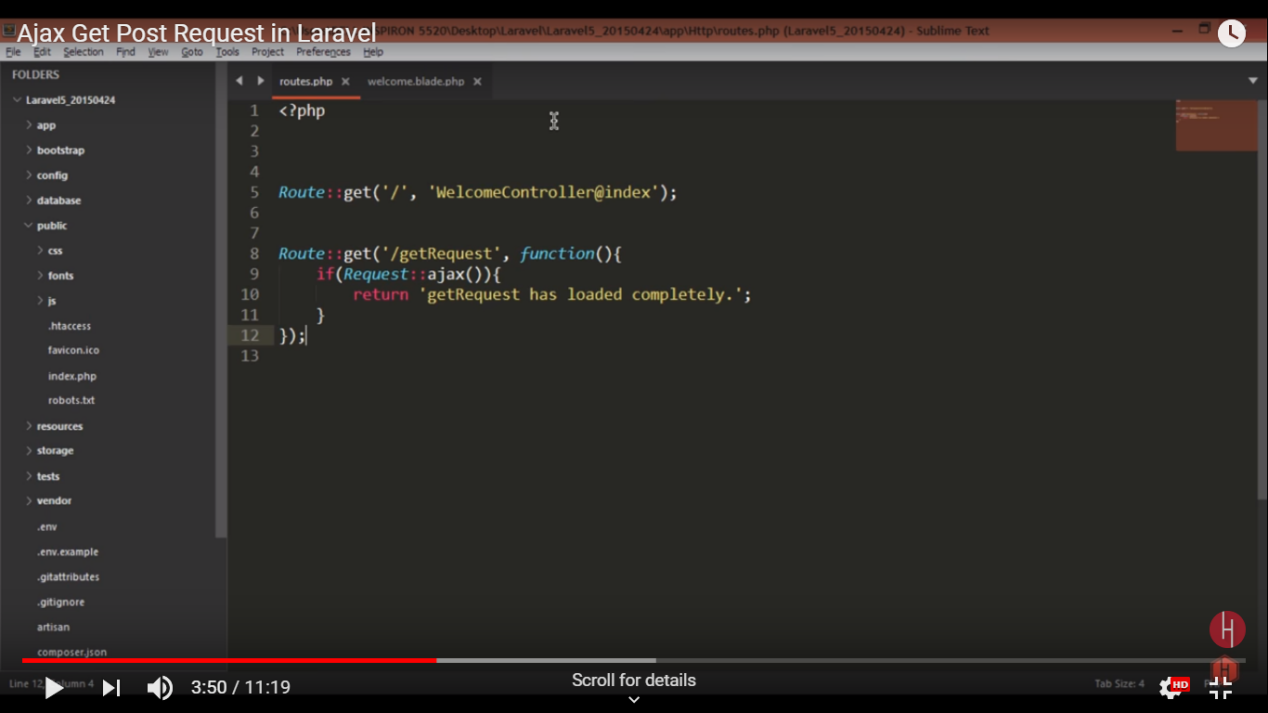 Ajax Get Post Request in Laravel
SPIRON 5520\Desktop\Laravel\Laravel5_20150424\app\Http\routes.php (Laravel5_20150424) - Sublime Text
File Edit Selection Find View Goto Tools Project Preferences Help
FOLDERS
Laravel5_20150424
app
bootstrap
config
database
public
css
fonts
js
.htaccess
favicon.ico
index.php
robots.txt
resources
storage
tests
vendor
.env
.env.example
.gitattributes
.gitignore
artisan
composer.json
routes.php welcome.blade.php
1 <?php
2
3
4
5 Route::get('/', 'WelcomeController@index');
6
7
8 Route::get('/getRequest', function(){
9 if(Request::ajax()){
10 return 'getRequest has loaded completely.';
11 }
12 });
13
Line 12, Column 4
3:50 / 11:19
Scroll for details
Tab Size: 4
HD